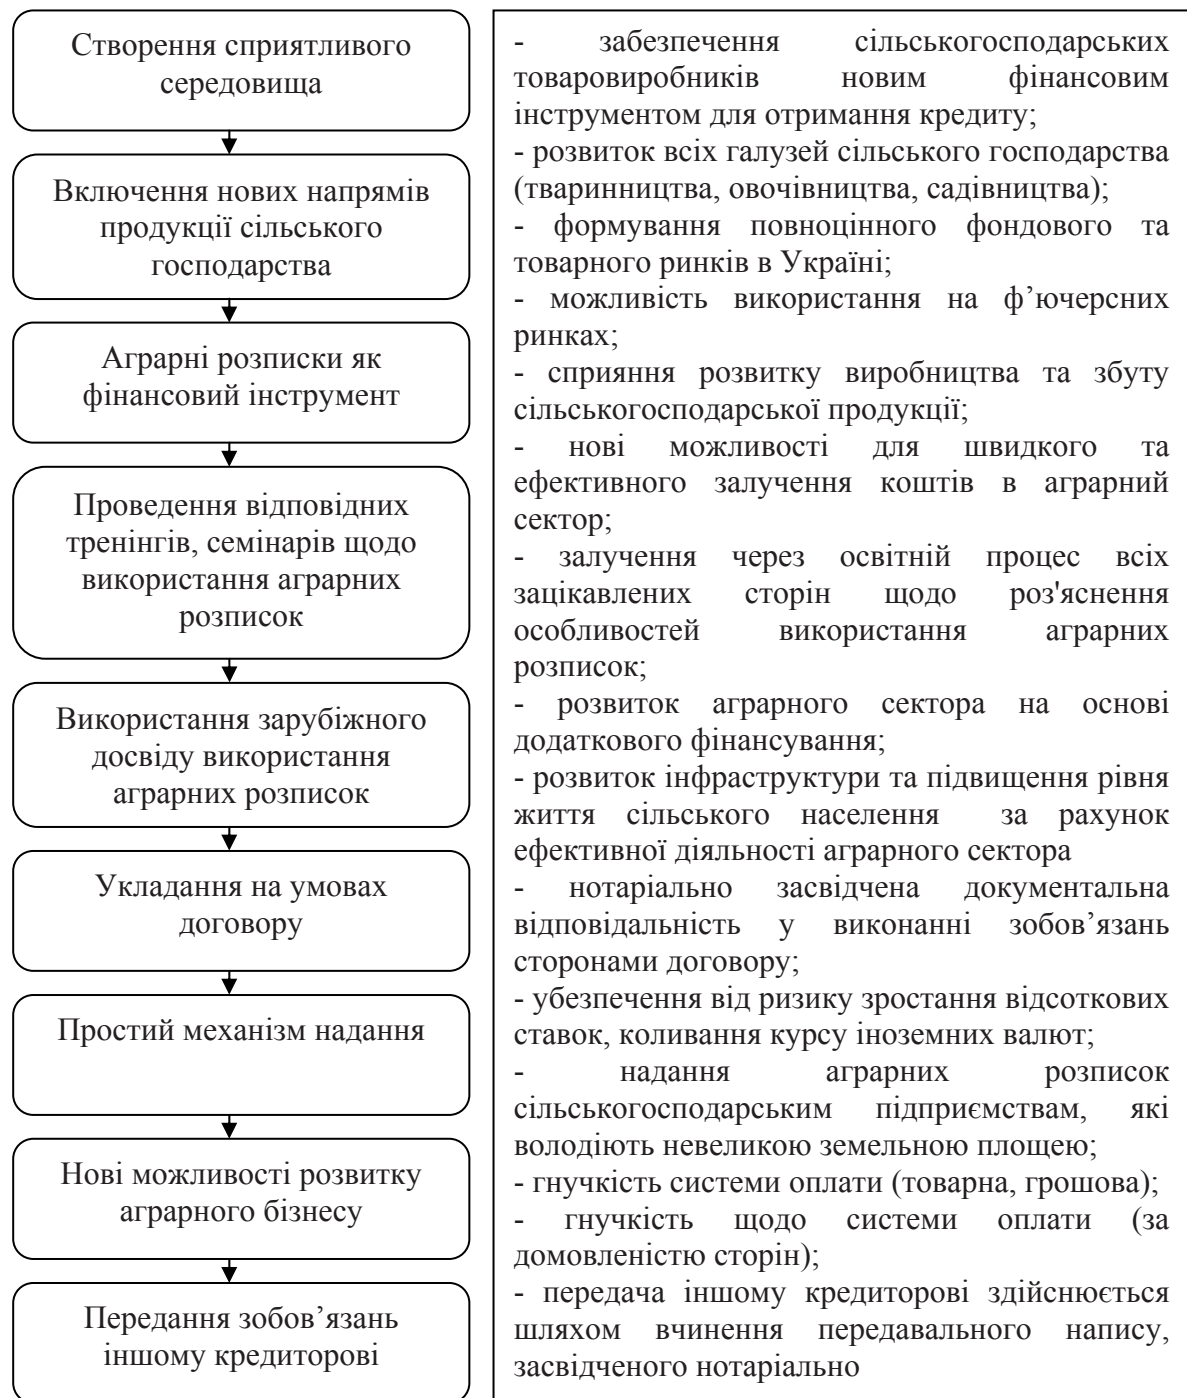 Створення сприятливого
середовища
Включення нових напрямів
продукції сільського
господарства
Аграрні розписки як
фінансовий інструмент
Проведення відповідних
тренінгів, семінарів щодо
використання аграрних
розписок
Використання зарубіжного
досвіду використання
аграрних розписок
Укладання на умовах
договору
Простий механізм надання
Нові можливості розвитку
аграрного бізнесу
Передання зобов’язань
іншому кредиторові
- забезпечення сільськогосподарських
товаровиробників новим фінансовим
інструментом для отримання кредиту;
- розвиток всіх галузей сільського господарства
(тваринництва, овочівництва, садівництва);
- формування повноцінного фондового та
товарного ринків в Україні;
- можливість використання на ф’ючерсних
ринках;
- сприяння розвитку виробництва та збуту
сільськогосподарської продукції;
- нові можливості для швидкого та
ефективного залучення коштів в аграрний
сектор;
- залучення через освітній процес всіх
зацікавлених сторін щодо роз'яснення
особливостей використання аграрних
розписок;
- розвиток аграрного сектора на основі
додаткового фінансування;
- розвиток інфраструктури та підвищення рівня
життя сільського населення за рахунок
ефективної діяльності аграрного сектора
- нотаріально засвідчена документальна
відповідальність у виконанні зобов’язань
сторонами договору;
- убезпечення від ризику зростання відсоткових
ставок, коливання курсу іноземних валют;
- надання аграрних розписок
сільськогосподарським підприємствам, які
володіють невеликою земельною площею;
- гнучкість системи оплати (товарна, грошова);
- гнучкість щодо системи оплати (за
домовленістю сторін);
- передача іншому кредиторові здійснюється
шляхом вчинення передавального напису,
засвідченого нотаріально